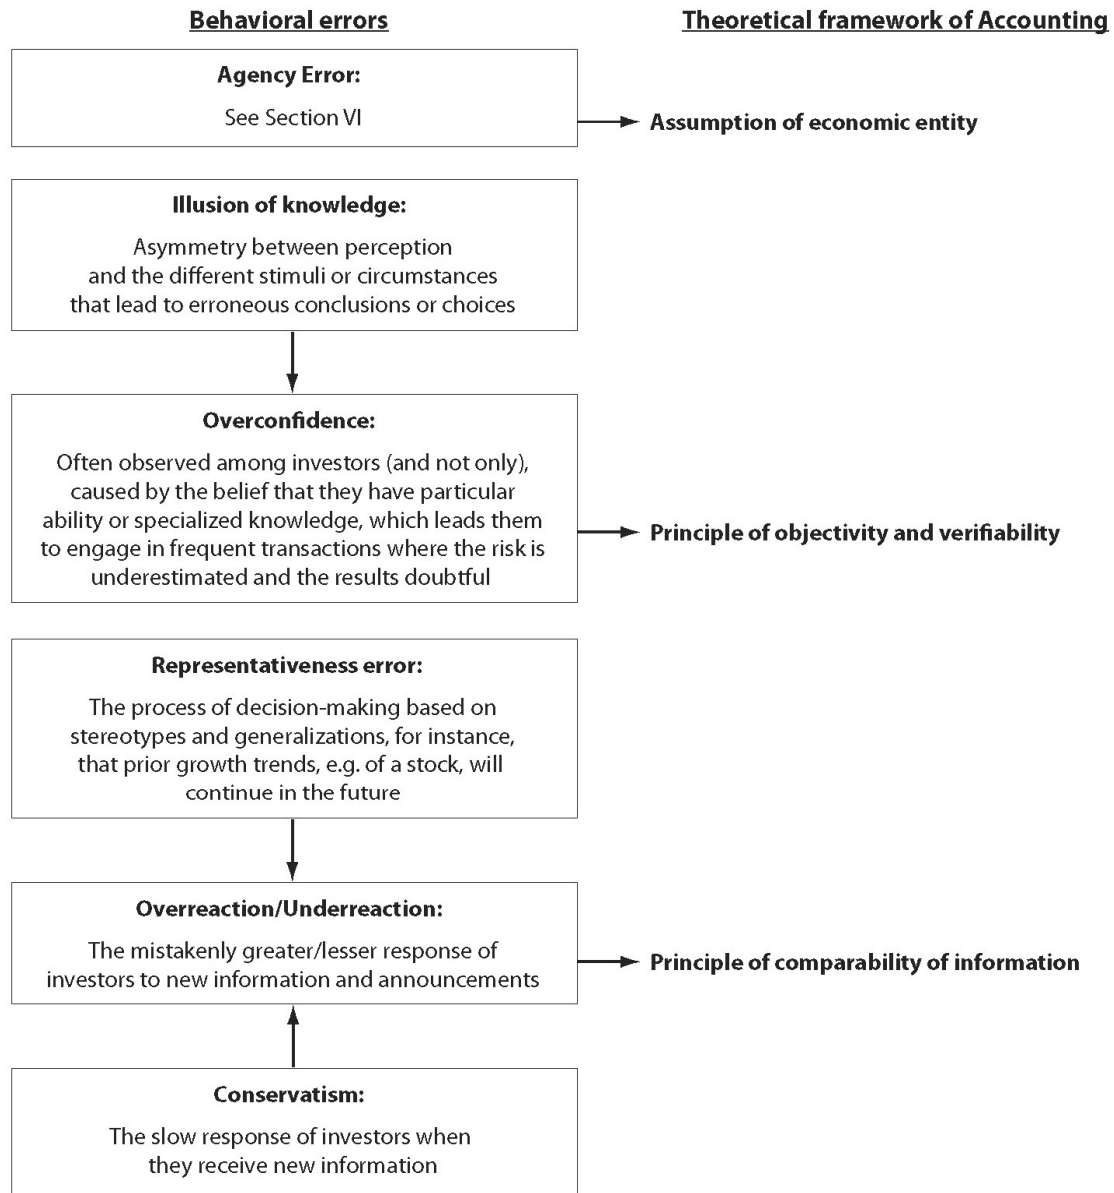 Behavioral errors
Theoretical framework of Accounting
Agency Error:
See Section VI
Assumption of economic entity
Illusion of knowledge:
Asymmetry between perception
and the different stimuli or circumstances
that lead to erroneous conclusions or choices
Overconfidence:
Often observed among investors (and not only),
caused by the belief that they have particular
ability or specialized knowledge, which leads them
to engage in frequent transactions where the risk is
underestimated and the results doubtful
Principle of objectivity and verifiability
Representativeness error:
The process of decision-making based on
stereotypes and generalizations, for instance,
that prior growth trends, e.g. of a stock, will
continue in the future
Overreaction/Underreaction:
The mistakenly greater/lesser response of
investors to new information and announcements
Principle of comparability of information
Conservatism:
The slow response of investors when
they receive new information